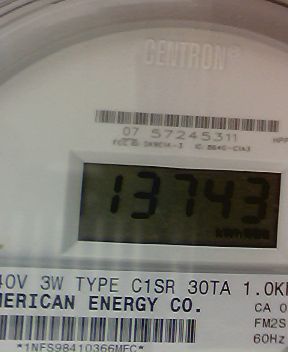 CENTRON®
07 57245311
13743
40V 3W TYPE C1SR 30TA 1.0K
MERICAN ENERGY CO.
CA 0
FM2S
60Hz
*1NFS98410366MFC*